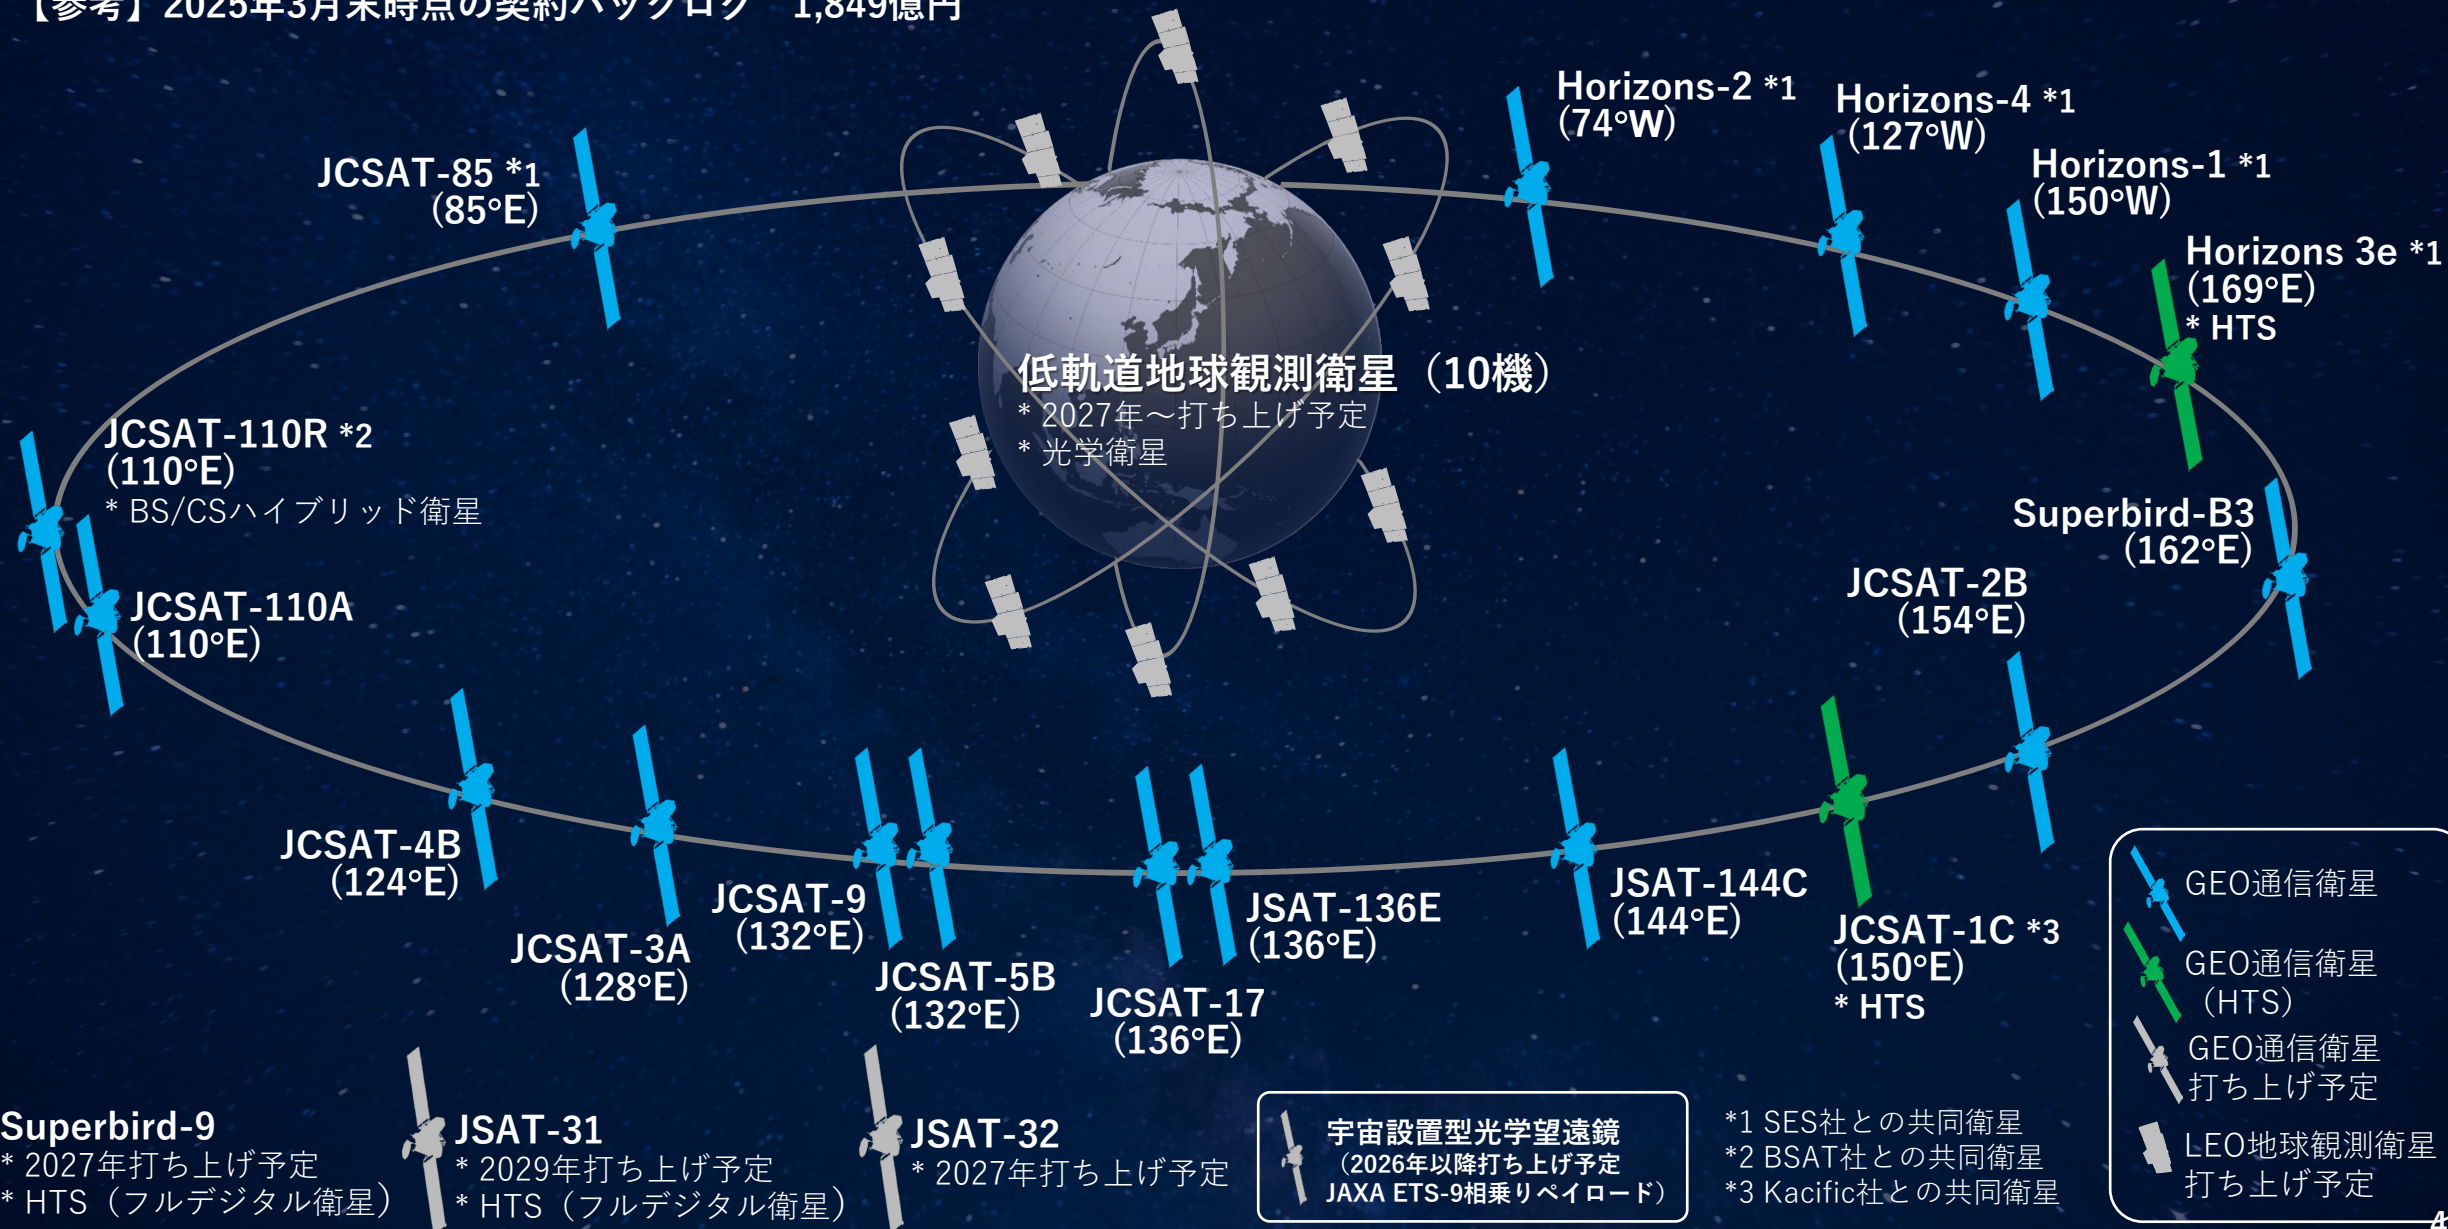 【参考】2025年3月末時点の契約バックログ　1,849億円
Horizons-2 *1
(74°W)
Horizons-4 *1
(127°W)
Horizons-1 *1
(150°W)
Horizons 3e *1
(169°E)
* HTS
JCSAT-85 *1
(85°E)
低軌道地球観測衛星（10機）
* 2027年～打ち上げ予定
* 光学衛星
JCSAT-110R *2
(110°E)
* BS/CSハイブリッド衛星
JCSAT-110A
(110°E)
Superbird-B3
(162°E)
JCSAT-2B
(154°E)
JCSAT-4B
(124°E)
JCSAT-3A
(128°E)
JCSAT-9
(132°E)
JCSAT-5B
(132°E)
JCSAT-17
(136°E)
JSAT-136E
(136°E)
JSAT-144C
(144°E)
JCSAT-1C *3
(150°E)
* HTS
Superbird-9
* 2027年打ち上げ予定
* HTS（フルデジタル衛星）
JSAT-31
* 2029年打ち上げ予定
* HTS（フルデジタル衛星）
JSAT-32
* 2027年打ち上げ予定
宇宙設置型光学望遠鏡
（2026年以降打ち上げ予定
JAXA ETS-9相乗りペイロード）
*1 SES社との共同衛星
*2 BSAT社との共同衛星
*3 Kacific社との共同衛星
GEO通信衛星
GEO通信衛星
（HTS）
GEO通信衛星
打ち上げ予定
LEO地球観測衛星
打ち上げ予定